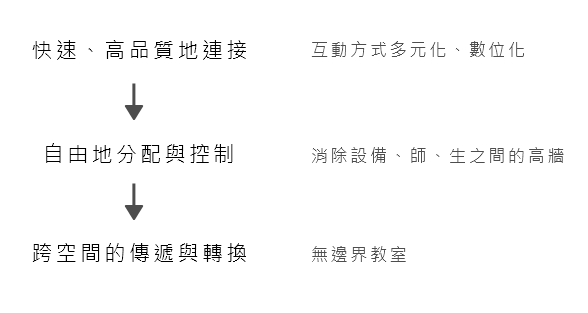 快速、高品質地連接
互動方式多元化、數位化
自由地分配與控制
消除設備、師、生之間的高牆
跨空間的傳遞與轉換
無邊界教室